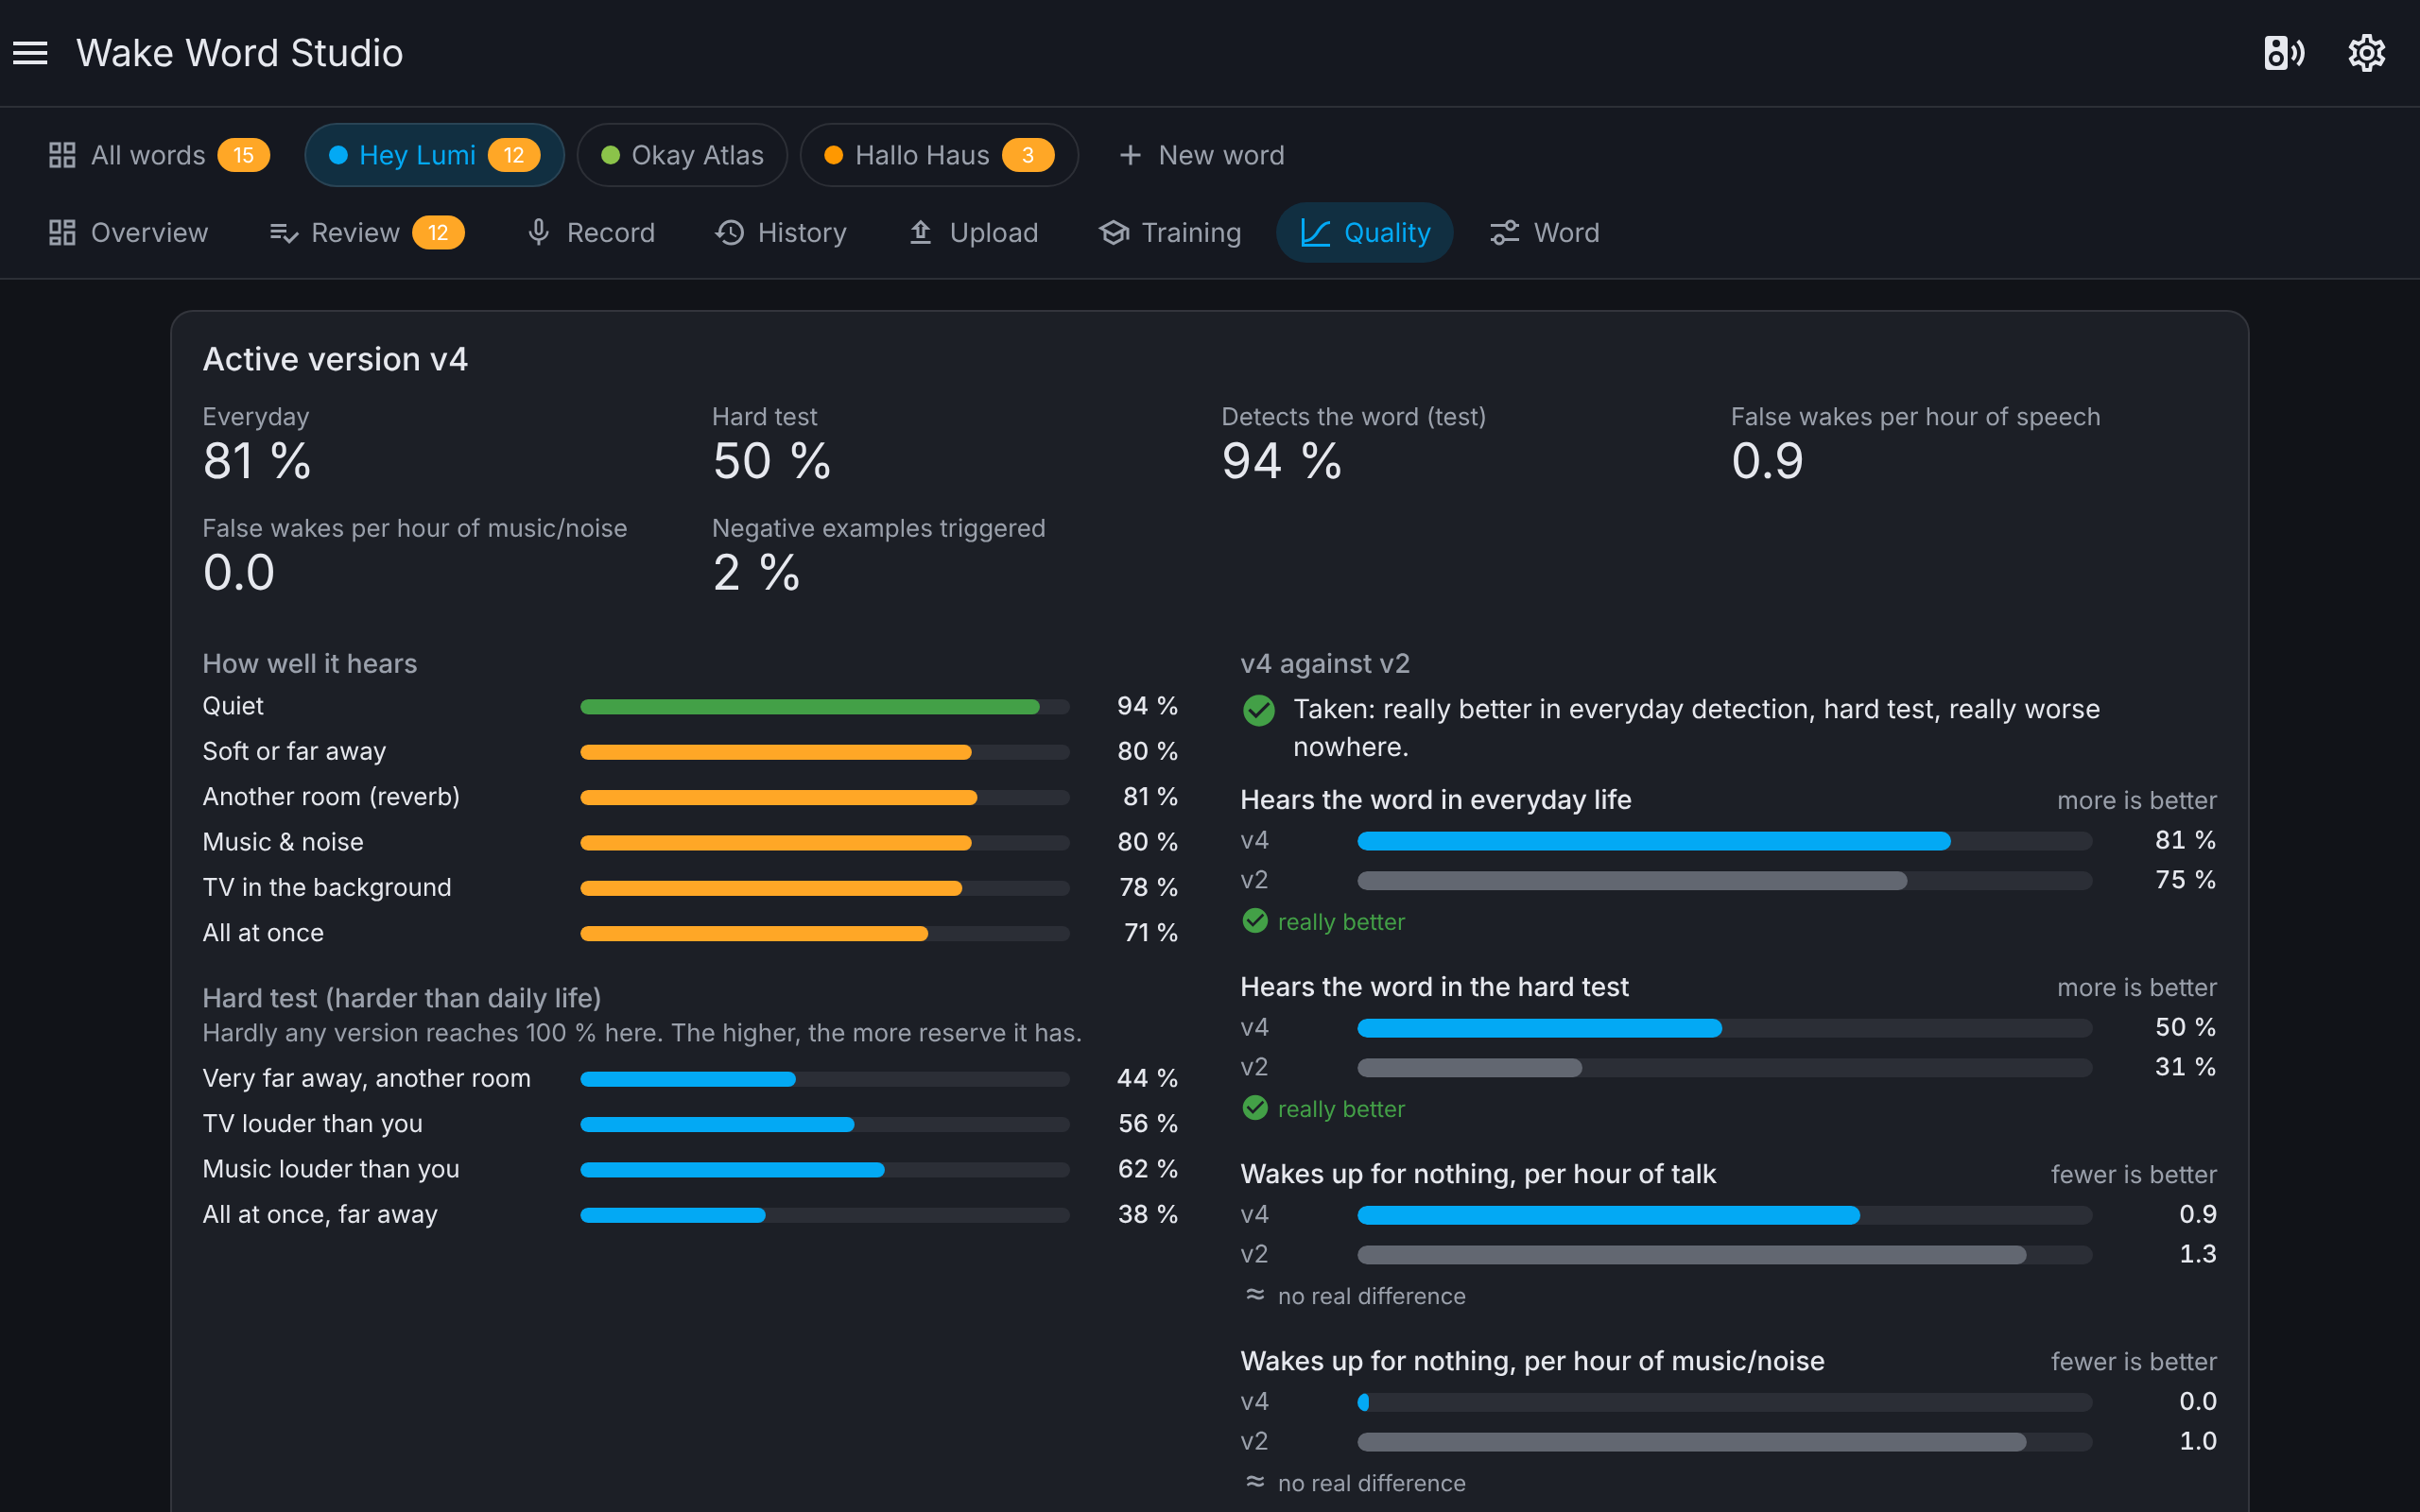 Wake Word Studio
All words 15
Hey Lumi 12
Okay Atlas
Hallo Haus 3
New word
Overview
Review 12
Record
History
Upload
Training
Quality
Word
Active version v4
Everyday
81 %
Hard test
50 %
Detects the word (test)
94 %
False wakes per hour of speech
0.9
False wakes per hour of music/noise
0.0
Negative examples triggered
2 %
How well it hears
Quiet 94 %
Soft or far away 80 %
Another room (reverb) 81 %
Music & noise 80 %
TV in the background 78 %
All at once 71 %
Hard test (harder than daily life)
Hardly any version reaches 100 % here. The higher, the more reserve it has.
Very far away, another room 44 %
TV louder than you 56 %
Music louder than you 62 %
All at once, far away 38 %
v4 against v2
Taken: really better in everyday detection, hard test, really worse
nowhere.
Hears the word in everyday life more is better
v4 81 %
v2 75 %
really better
Hears the word in the hard test more is better
v4 50 %
v2 31 %
really better
Wakes up for nothing, per hour of talk fewer is better
v4 0.9
v2 1.3
≈ no real difference
Wakes up for nothing, per hour of music/noise fewer is better
v4 0.0
v2 1.0
≈ no real difference